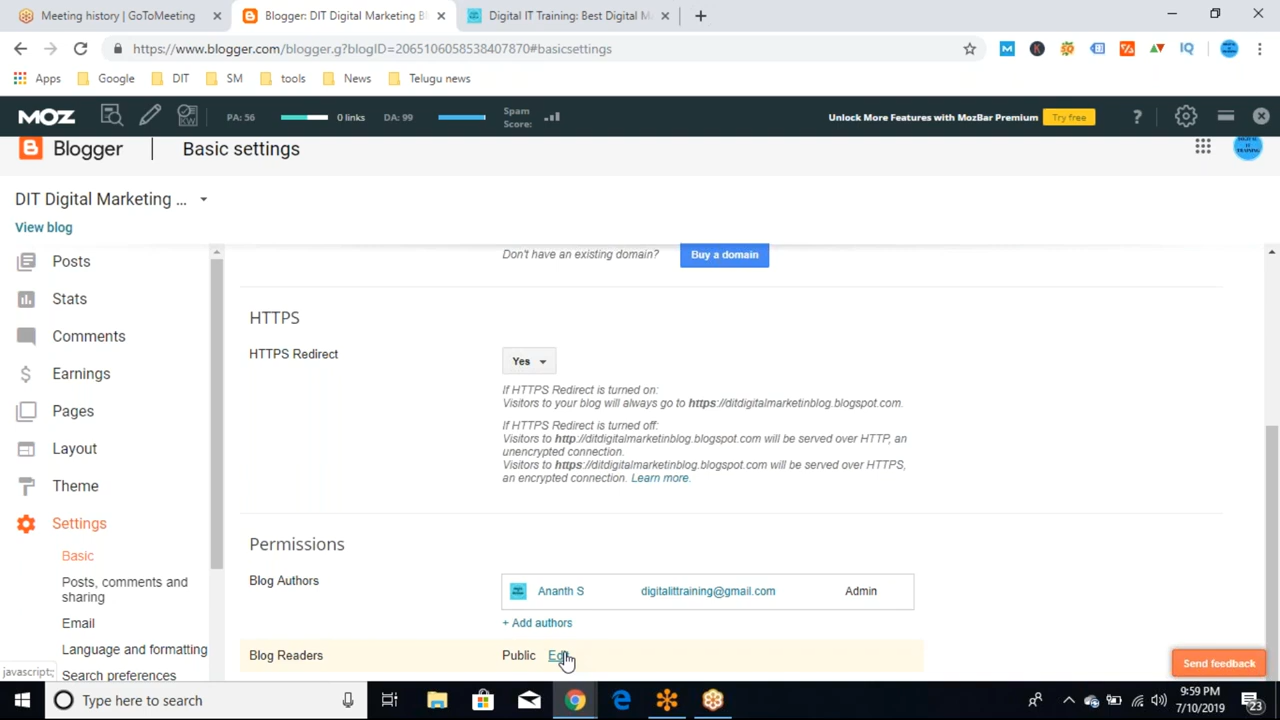 Meeting history | GoToMeeting
Blogger: DIT Digital Marketing B
Digital IT Training: Best Digital M
https://www.blogger.com/blogger.g?blogID=2065106058538407870#basicsettings
Apps
Google
DIT
SM
tools
News
Telugu news
MOZ
PA: 56
0 links
DA: 99
Spam
Score:
Unlock More Features with MozBar Premium
Try free
?
Blogger
Basic settings
DIT Digital Marketing ...
View blog
Posts
Stats
Comments
Earnings
Pages
Layout
Theme
Settings
Basic
Posts, comments and
sharing
Email
Language and formatting
Search preferences
Don't have an existing domain?
Buy a domain
HTTPS
HTTPS Redirect
Yes
If HTTPS Redirect is turned on:
Visitors to your blog will always go to https://ditdigitalmarketinblog.blogspot.com.
If HTTPS Redirect is turned off:
Visitors to http://ditdigitalmarketinblog.blogspot.com will be served over HTTP, an
unencrypted connection.
Visitors to https://ditdigitalmarketinblog.blogspot.com will be served over HTTPS,
an encrypted connection. Learn more.
Permissions
Blog Authors
Ananth S
digitalittraining@gmail.com
Admin
+ Add authors
Blog Readers
Public
Edit
Send feedback
javascript:;
Type here to search
9:59 PM
7/10/2019
23